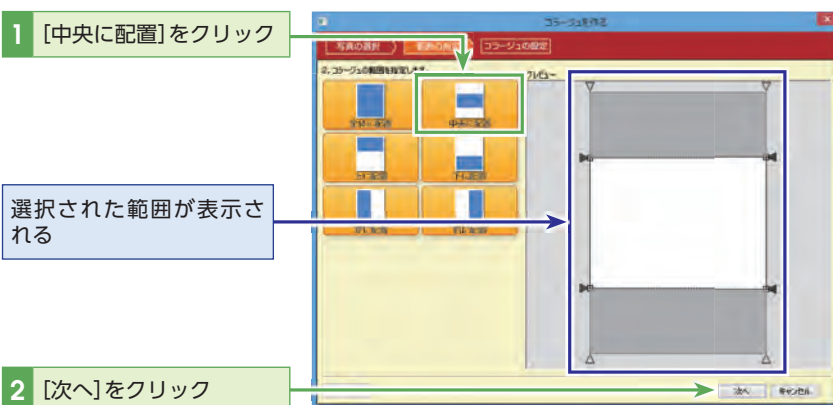 コラージュを作る
1 [中央に配置]をクリック
写真の選択
コラージュの設定
2.コラージュの範囲を指定します
プレビュー
全体に配置
中央に配置
上に配置
下に配置
選択された範囲が表示さ
れる
左に配置
右に配置
2 [次へ]をクリック
次へ
キャンセル